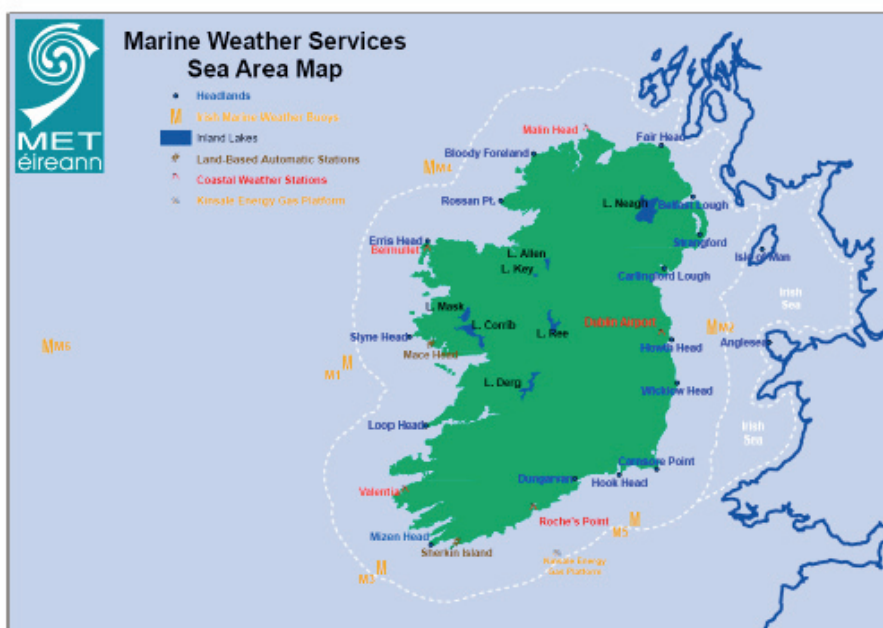 Marine Weather Services
Sea Area Map
MET
éireann
Headlands
Irish Marine Weather Buoys
Inland Lakes
Land-Based Automatic Stations
Coastal Weather Stations
Kinsale Energy Gas Platform
Malin Head
Fair Head
Bloody Foreland
M4
Rossan Pt.
L. Neagh
Belfast Lough
Strangford
Erris Head
Belmullet
L. Allen
L. Key
Isle of Man
Carlingford Lough
Irish
Sea
L. Mask
L. Corrib
L. Ree
Dublin Airport
M2
Slyne Head
Mace Head
Howth Head
Anglesea
M6
M1
L. Derg
Wicklow Head
Loop Head
Irish
Sea
Carnsore Point
Dungarvan
Hook Head
Valentia
Roche's Point
M5
Mizen Head
Sherkin Island
Kinsale Energy
Gas Platform
M3